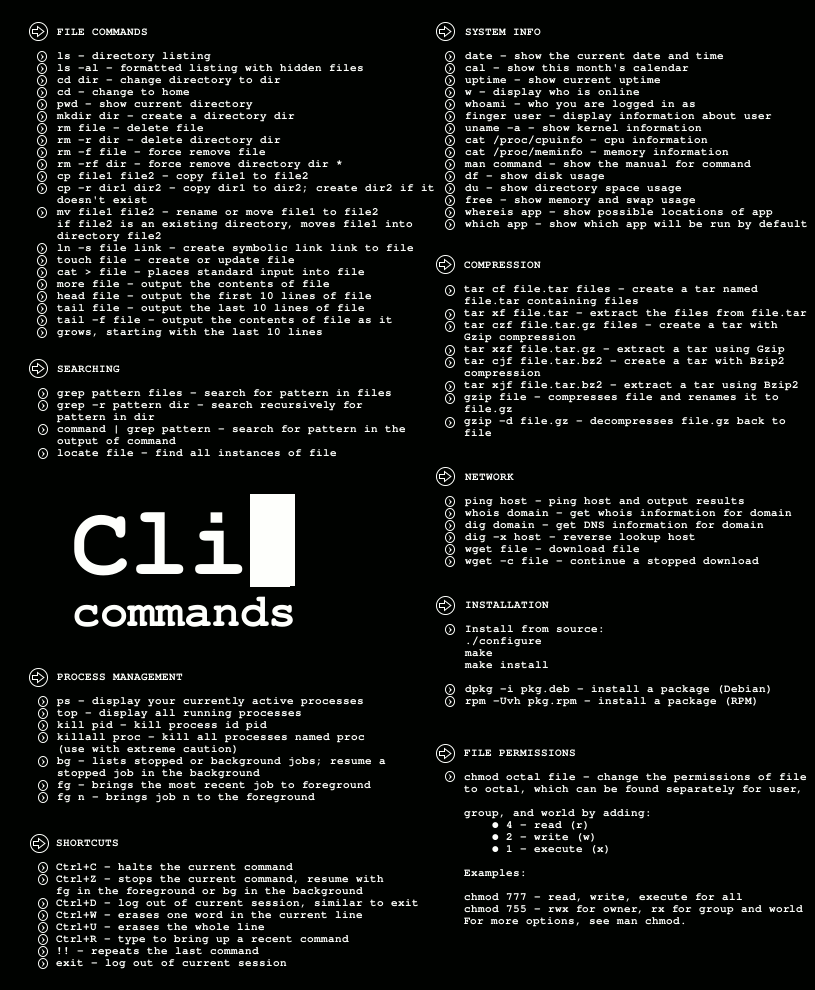 FILE COMMANDS
ls - directory listing
ls -al - formatted listing with hidden files
cd dir - change directory to dir
cd - change to home
pwd - show current directory
mkdir dir - create a directory dir
rm file - delete file
rm -r dir - delete directory dir
rm -f file - force remove file
rm -rf dir - force remove directory dir *
cp file1 file2 - copy file1 to file2
cp -r dir1 dir2 - copy dir1 to dir2; create dir2 if it
doesn't exist
mv file1 file2 - rename or move file1 to file2
if file2 is an existing directory, moves file1 into
directory file2
ln -s file link - create symbolic link link to file
touch file - create or update file
cat > file - places standard input into file
more file - output the contents of file
head file - output the first 10 lines of file
tail file - output the last 10 lines of file
tail -f file - output the contents of file as it
grows, starting with the last 10 lines
SEARCHING
grep pattern files - search for pattern in files
grep -r pattern dir - search recursively for
pattern in dir
command | grep pattern - search for pattern in the
output of command
locate file - find all instances of file
Cli
commands
PROCESS MANAGEMENT
ps - display your currently active processes
top - display all running processes
kill pid - kill process id pid
killall proc - kill all processes named proc
(use with extreme caution)
bg - lists stopped or background jobs; resume a
stopped job in the background
fg - brings the most recent job to foreground
fg n - brings job n to the foreground
SHORTCUTS
Ctrl+C - halts the current command
Ctrl+Z - stops the current command, resume with
fg in the foreground or bg in the background
Ctrl+D - log out of current session, similar to exit
Ctrl+W - erases one word in the current line
Ctrl+U - erases the whole line
Ctrl+R - type to bring up a recent command
!! - repeats the last command
exit - log out of current session
SYSTEM INFO
date - show the current date and time
cal - show this month's calendar
uptime - show current uptime
w - display who is online
whoami - who you are logged in as
finger user - display information about user
uname -a - show kernel information
cat /proc/cpuinfo - cpu information
cat /proc/meminfo - memory information
man command - show the manual for command
df - show disk usage
du - show directory space usage
free - show memory and swap usage
whereis app - show possible locations of app
which app - show which app will be run by default
COMPRESSION
tar cf file.tar files - create a tar named
file.tar containing files
tar xf file.tar - extract the files from file.tar
tar czf file.tar.gz files - create a tar with
Gzip compression
tar xzf file.tar.gz - extract a tar using Gzip
tar cjf file.tar.bz2 - create a tar with Bzip2
compression
tar xjf file.tar.bz2 - extract a tar using Bzip2
gzip file - compresses file and renames it to
file.gz
gzip -d file.gz - decompresses file.gz back to
file
NETWORK
ping host - ping host and output results
whois domain - get whois information for domain
dig domain - get DNS information for domain
dig -x host - reverse lookup host
wget file - download file
wget -c file - continue a stopped download
INSTALLATION
Install from source:
./configure
make
make install
dpkg -i pkg.deb - install a package (Debian)
rpm -Uvh pkg.rpm - install a package (RPM)
FILE PERMISSIONS
chmod octal file - change the permissions of file
to octal, which can be found separately for user,
group, and world by adding:
● 4 - read (r)
● 2 - write (w)
● 1 - execute (x)
Examples:
chmod 777 - read, write, execute for all
chmod 755 - rwx for owner, rx for group and world
For more options, see man chmod.